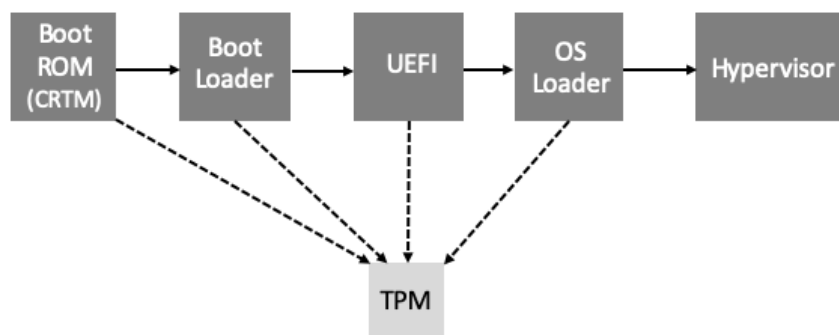 Boot
ROM
(CRTM)
Boot
Loader
UEFI
OS
Loader
Hypervisor
TPM